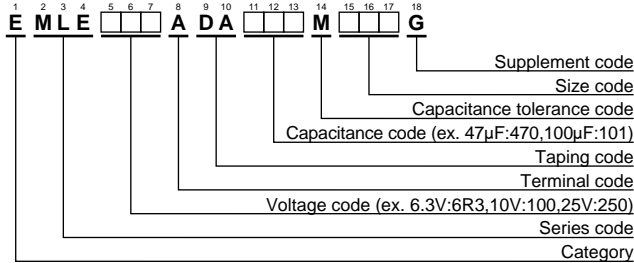 1 2 3 4 5 6 7 8 9 10 11 12 13 14 15 16 17 18
E MLE A DA M G
Supplement code
Size code
Capacitance tolerance code
Capacitance code (ex. 47µF:470,100µF:101)
Taping code
Terminal code
Voltage code (ex. 6.3V:6R3,10V:100,25V:250)
Series code
Category